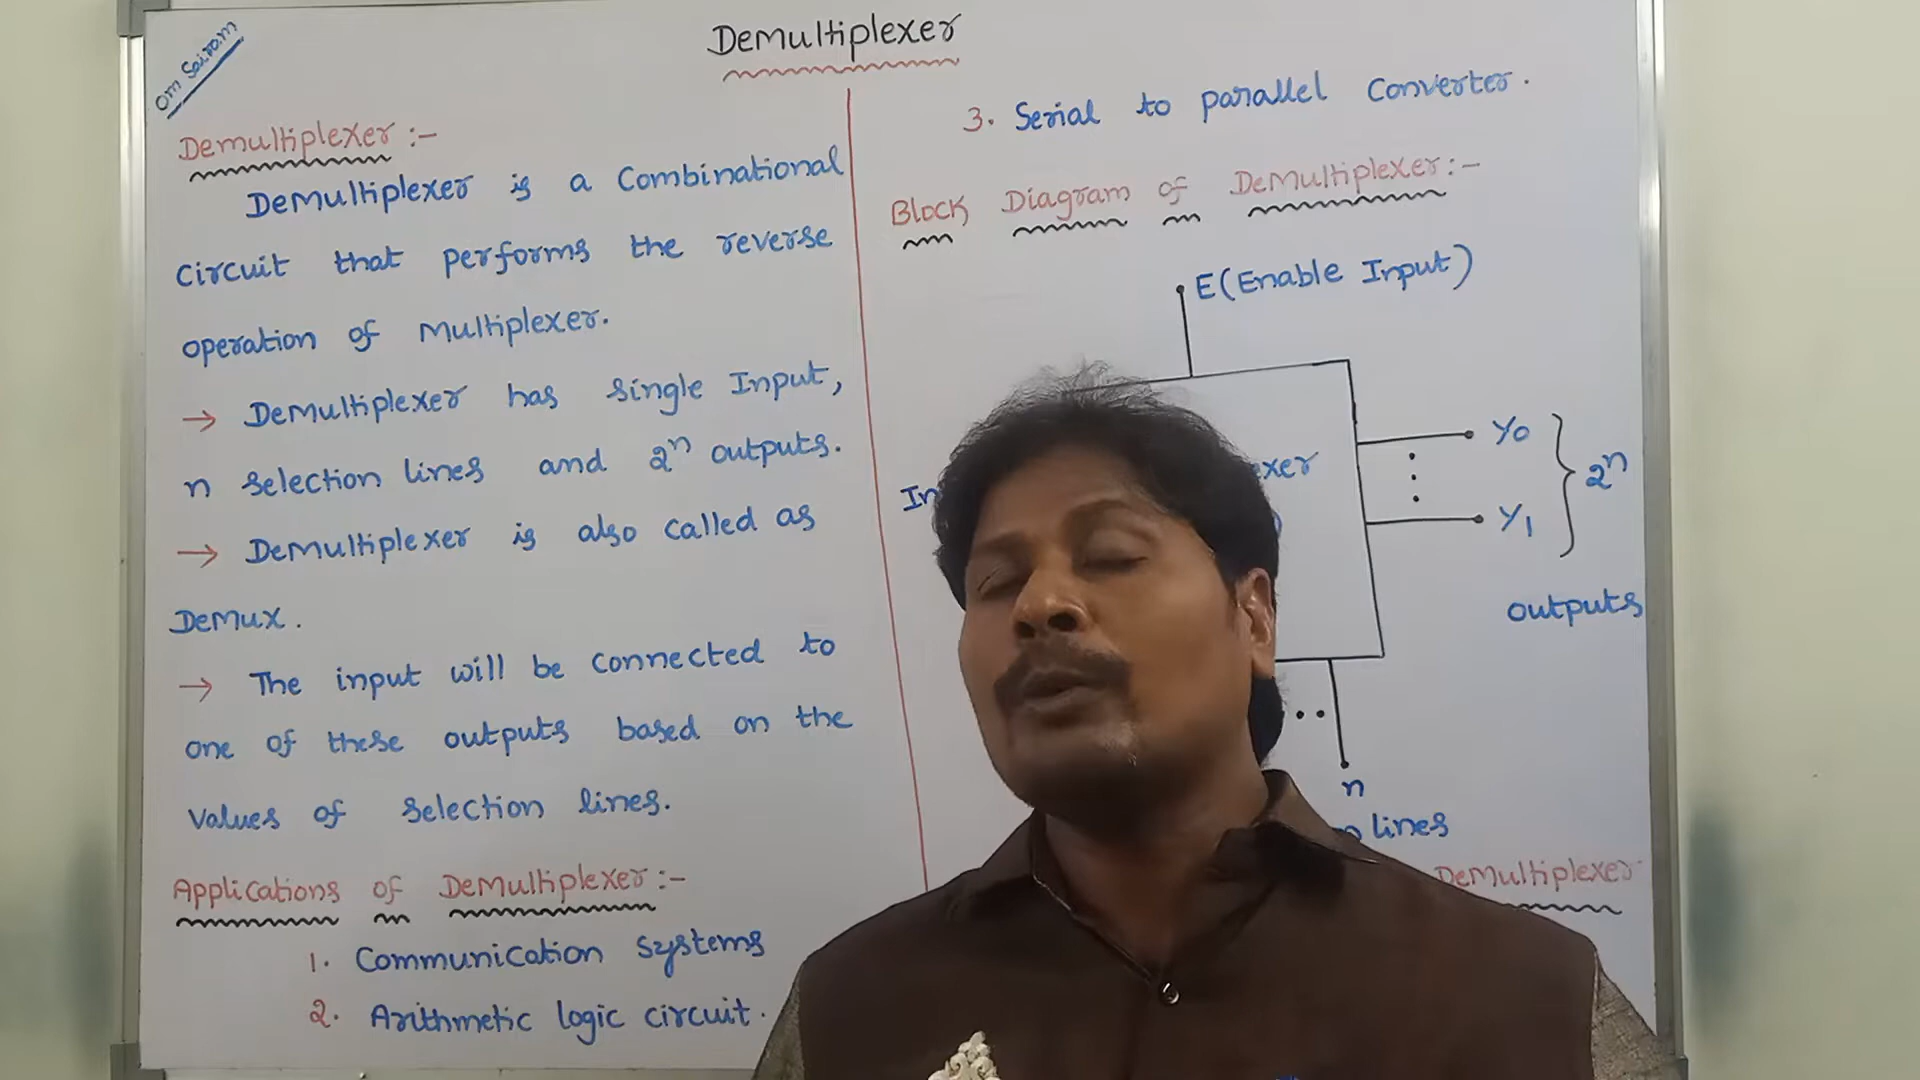 Om Sairam
Demultiplexer
Demultiplexer :-
Demultiplexer is a Combinational
Circuit that performs the reverse
operation of Multiplexer.
→ Demultiplexer has single Input,
n selection lines and 2ⁿ outputs.
→ Demultiplexer is also called as
Demux.
→ The input will be connected to
one of these outputs based on the
values of selection lines.
Applications of Demultiplexer :-
1. Communication systems
2. Arithmetic logic circuit.
3. Serial to parallel Converter.
Block Diagram of Demultiplexer :-
E(Enable Input)
Y0
2ⁿ
Y1
outputs
n
lines
Demultiplexer